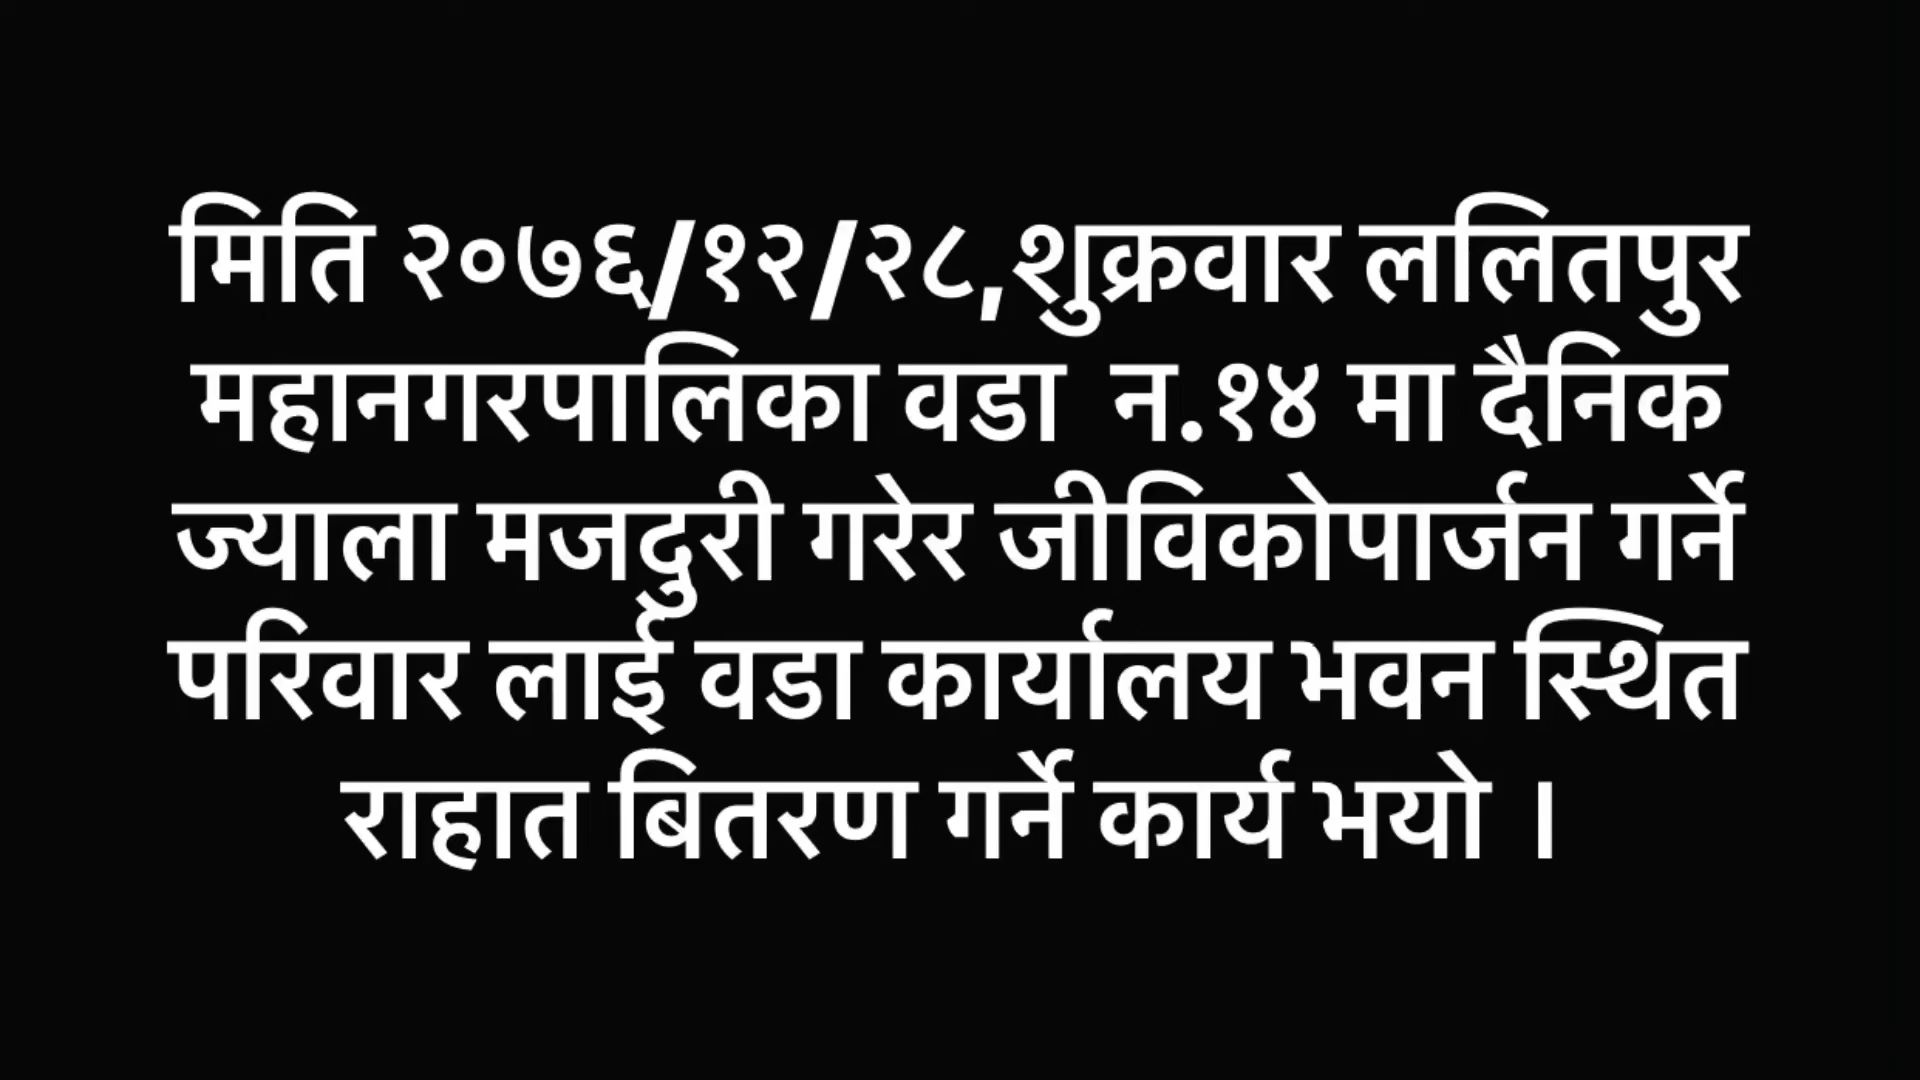 मिति २०७६/१२/२८,शुक्रवार ललितपुर
महानगरपालिका वडा न.१४ मा दैनिक
ज्याला मजदुरी गरेर जीविकोपार्जन गर्ने
परिवार लाई वडा कार्यालय भवन स्थित
राहात बितरण गर्ने कार्य भयो ।